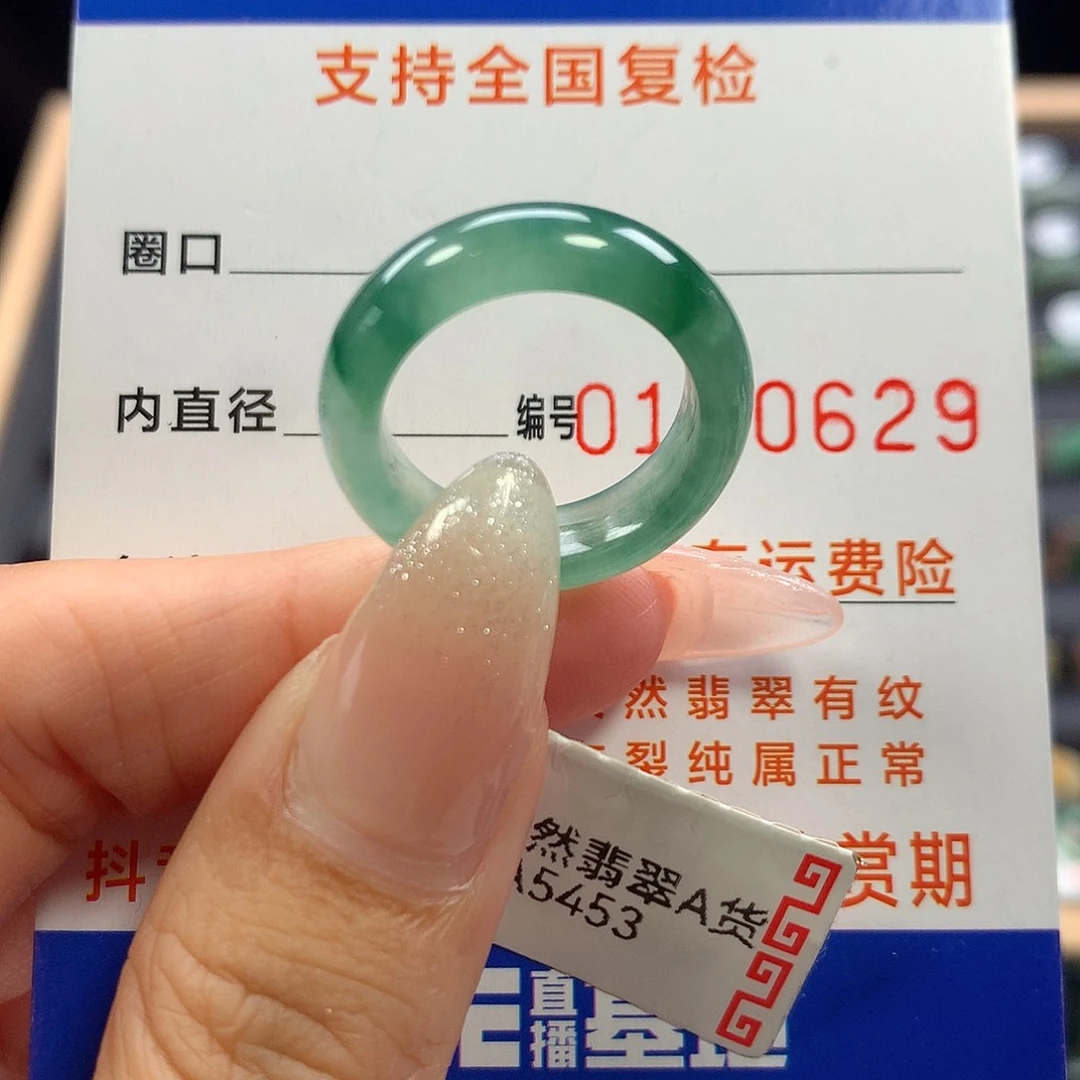 支持全国复检
圈口
内直径 编号01 0629
运费险
然翡翠有纹
裂纯属正常
抖 赏期
然翡翠A货
A5453
直播基地